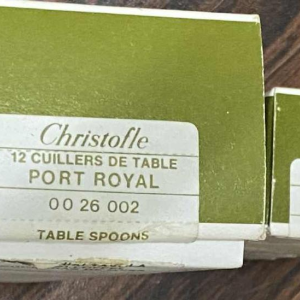 Christofle
12 CUILLERS DE TABLE
PORT ROYAL
00 26 002
TABLE SPOONS